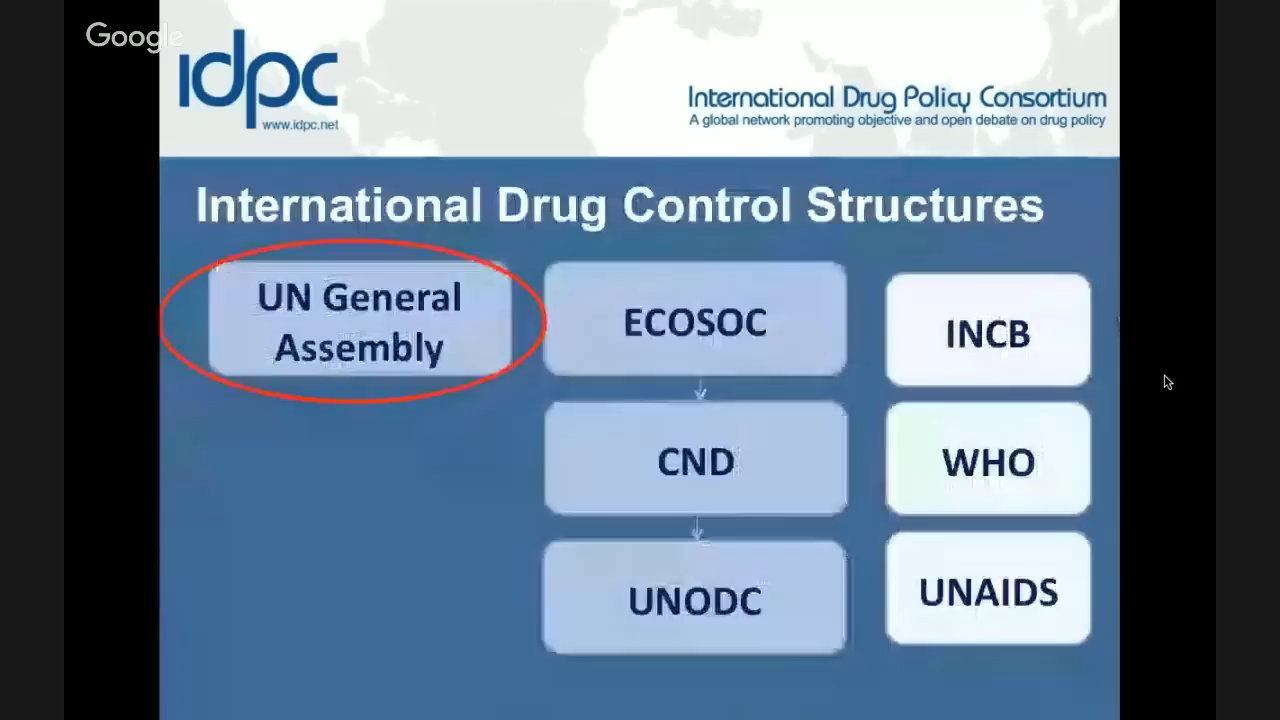 Google
idpc
www.idpc.net
International Drug Policy Consortium
A global network promoting objective and open debate on drug policy
International Drug Control Structures
UN General
Assembly
ECOSOC
INCB
CND
WHO
UNODC
UNAIDS